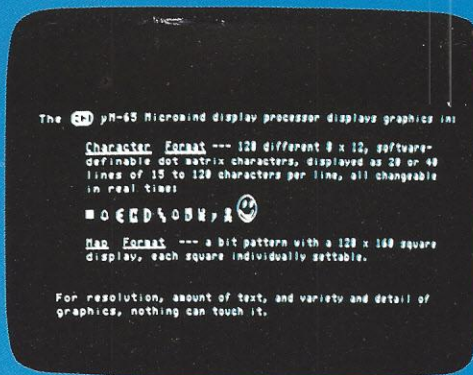 The ECD µM-65 Micromind display processor displays graphics in:
Character Format --- 128 different 8 x 12, software-
definable dot matrix characters, displayed as 20 or 40
lines of 15 to 120 characters per line, all changeable
in real time:
Map Format --- a bit pattern with a 128 x 160 square
display, each square individually settable.
For resolution, amount of text, and variety and detail of
graphics, nothing can touch it.